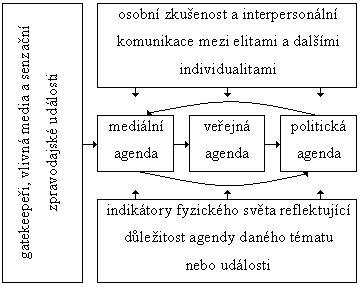 gatekeepeři, vlivná media a senzační
zpravodajské události
osobní zkušenost a interpersonální
komunikace mezi elitami a dalšími
individualitami
mediální
agenda
veřejná
agenda
politická
agenda
indikátory fyzického světa reflektující
důležitost agendy daného tématu
nebo události